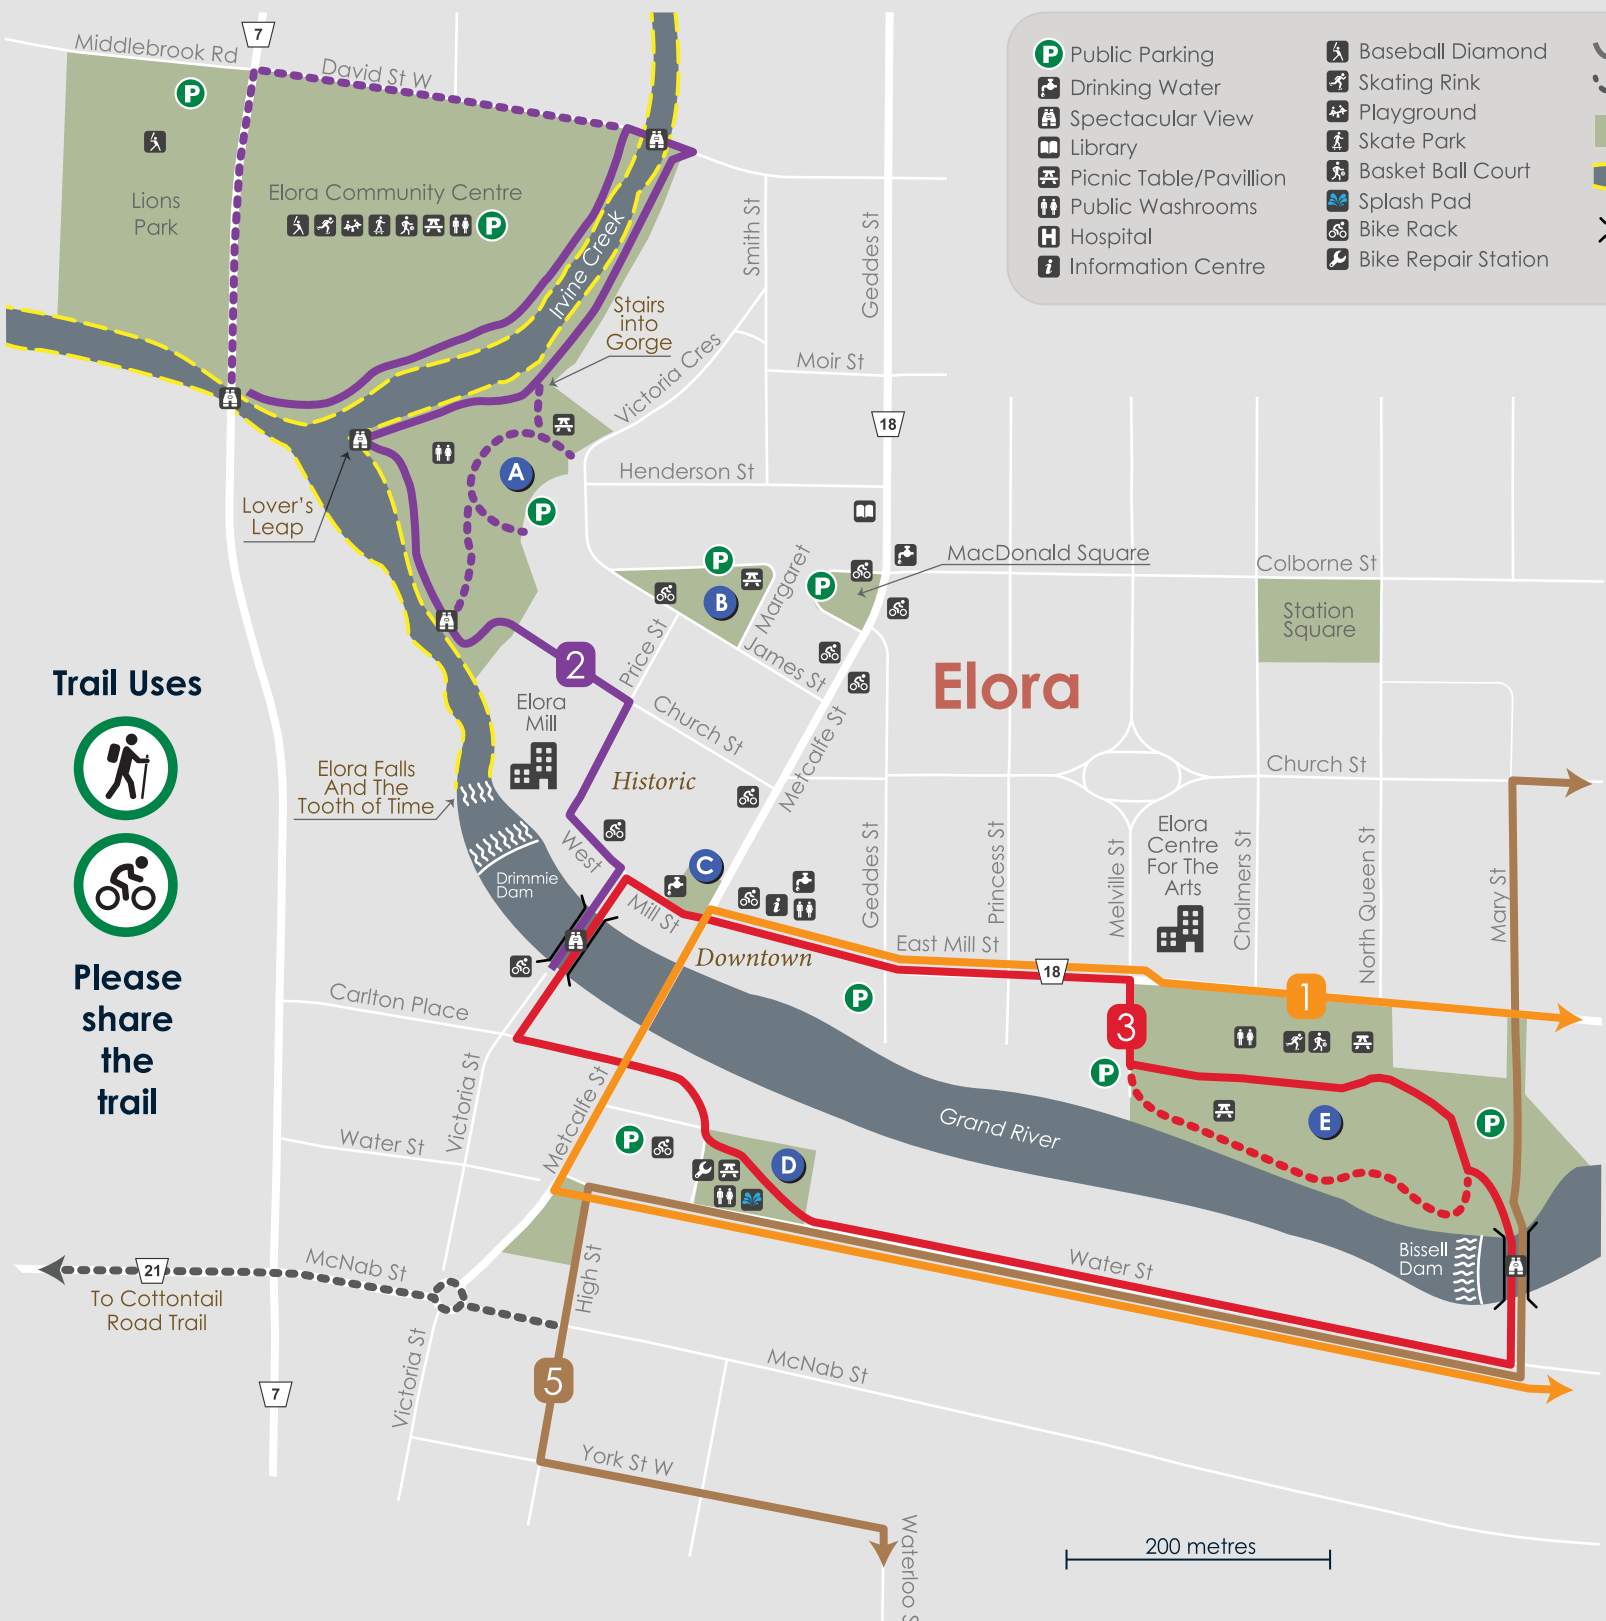 7
Middlebrook Rd
David St W
P
Lions
Park
Elora Community Centre
P
Irvine Creek
Stairs
into
Gorge
Smith St
Geddes St
Victoria Cres
Moir St
18
Henderson St
A
P
Lover's
Leap
P Public Parking
Drinking Water
Spectacular View
Library
Picnic Table/Pavillion
Public Washrooms
H Hospital
i Information Centre
Baseball Diamond
Skating Rink
Playground
Skate Park
Basket Ball Court
Splash Pad
Bike Rack
Bike Repair Station
MacDonald Square
Colborne St
Station
Square
P
B
P
Margaret
Price St
James St
Church St
Metcalfe St
2
Elora
Mill
Elora
Historic
Trail Uses
Elora Falls
And The
Tooth of Time
Church St
Drimmie
Dam
West
C
Mill St
i
Downtown
Geddes St
Princess St
Melville St
Elora
Centre
For The
Arts
Chalmers St
North Queen St
Mary St
East Mill St
18
1
3
P
P
Please
share
the
trail
Carlton Place
Victoria St
Metcalfe St
Water St
P
D
Grand River
E
P
Bissell
Dam
Water St
21
To Cottontail
Road Trail
McNab St
High St
Victoria St
5
McNab St
7
York St W
Waterloo S
200 metres